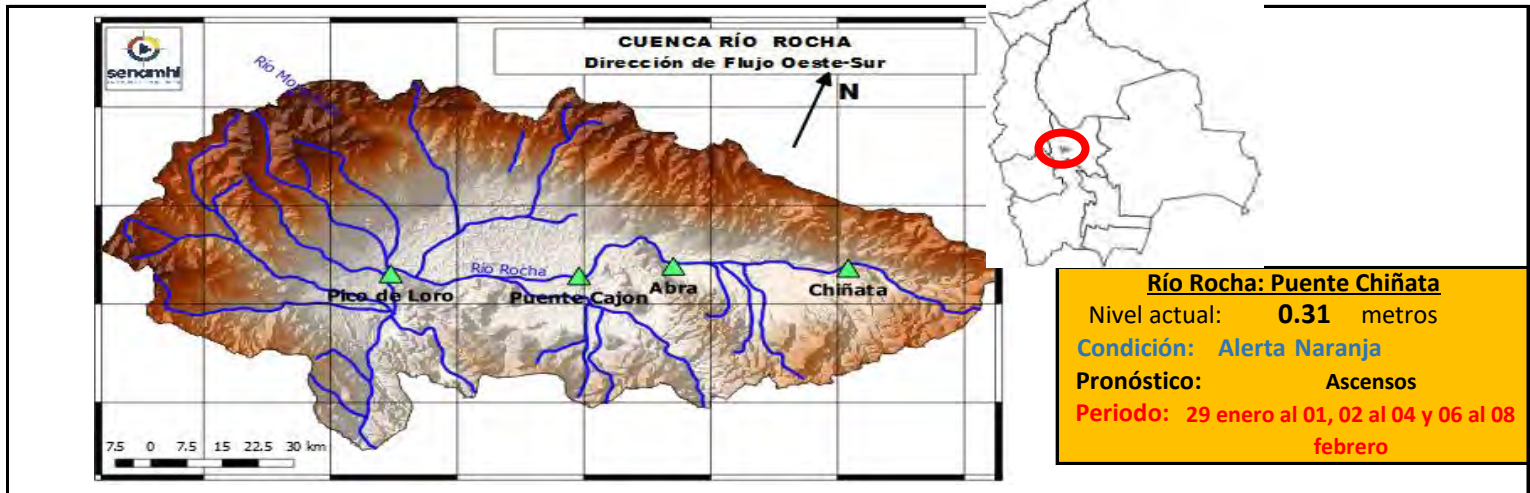 senamhi
CUENCA RÍO ROCHA
Dirección de Flujo Oeste-Sur
N
Río Rocha
Pico de Loro
Puente Cajon
Abra
Chiñata
7.5 0 7.5 15 22.5 30 km
Río Rocha: Puente Chiñata
Nivel actual: 0.31 metros
Condición: Alerta Naranja
Pronóstico: Ascensos
Periodo: 29 enero al 01, 02 al 04 y 06 al 08
febrero